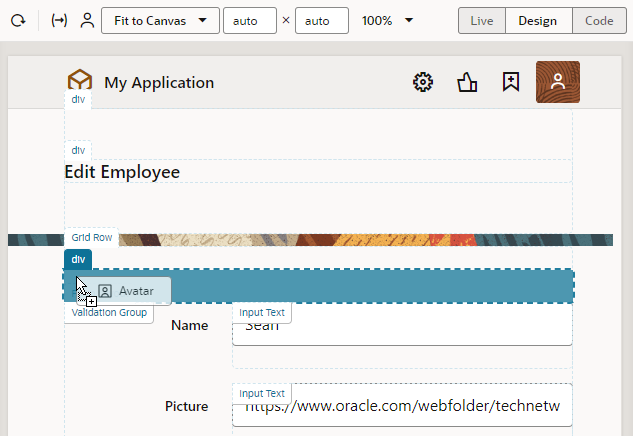 Fit to Canvas auto × auto 100% Live Design Code
My Application
div
div
Edit Employee
Grid Row
div
Avatar
Validation Group Input Text
Name Sean
Input Text
Picture https://www.oracle.com/webfolder/technetw